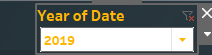 Year of Date
2019